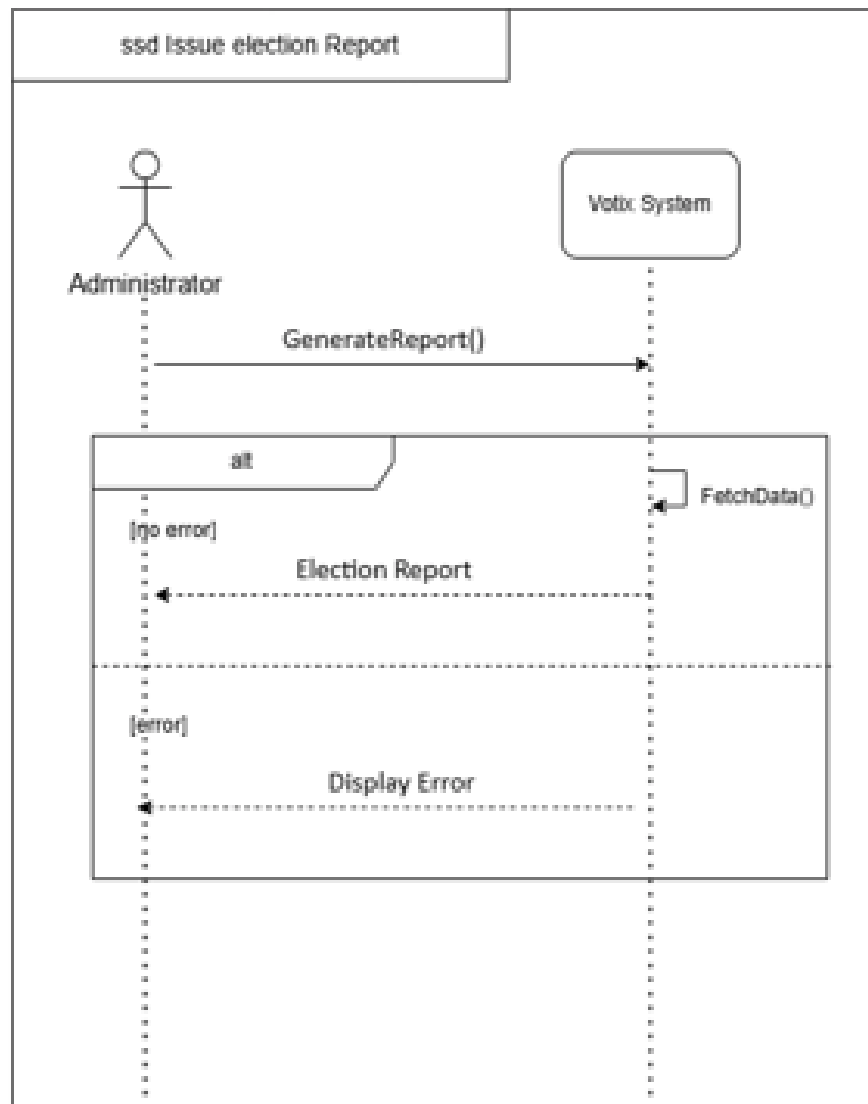 ssd Issue election Report
Votix System
Administrator
GenerateReport()
alt
FetchData()
[no error]
Election Report
[error]
Display Error